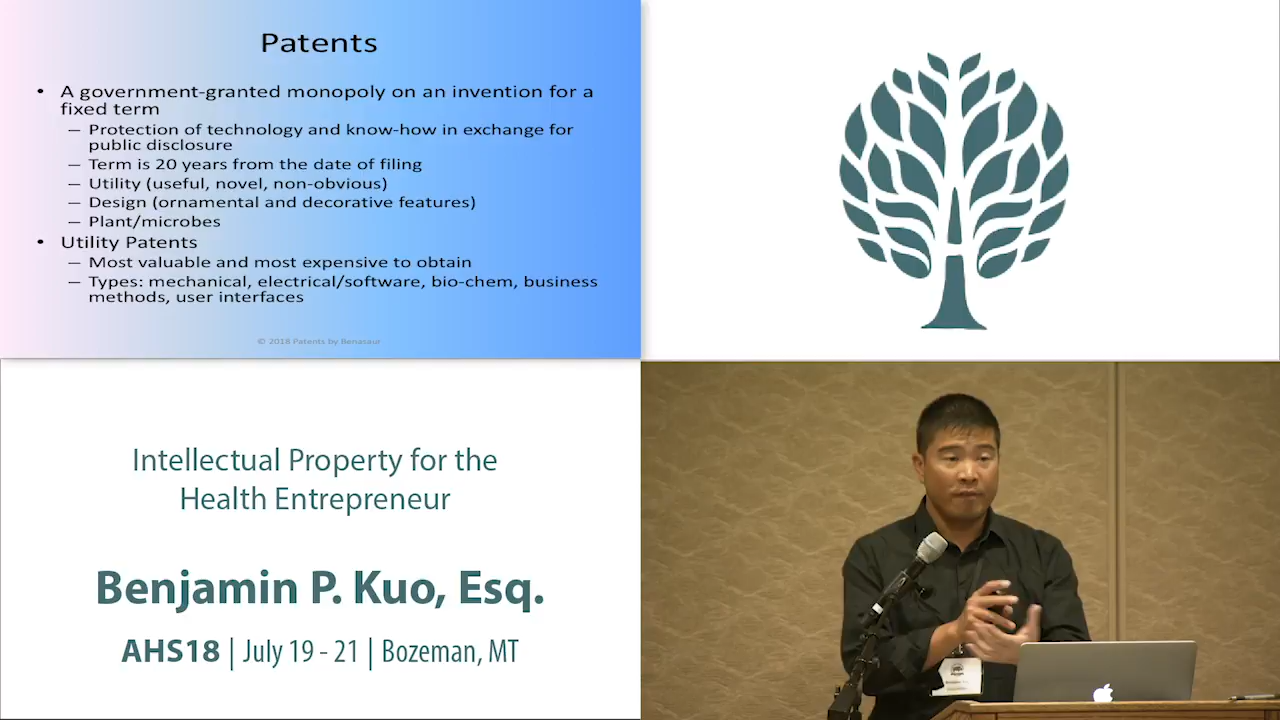 Patents
• A government-granted monopoly on an invention for a
fixed term
– Protection of technology and know-how in exchange for
public disclosure
– Term is 20 years from the date of filing
– Utility (useful, novel, non-obvious)
– Design (ornamental and decorative features)
– Plant/microbes
• Utility Patents
– Most valuable and most expensive to obtain
– Types: mechanical, electrical/software, bio-chem, business
methods, user interfaces
© 2018 Patents by Benasaur
Intellectual Property for the
Health Entrepreneur
Benjamin P. Kuo, Esq.
AHS18 | July 19 - 21 | Bozeman, MT